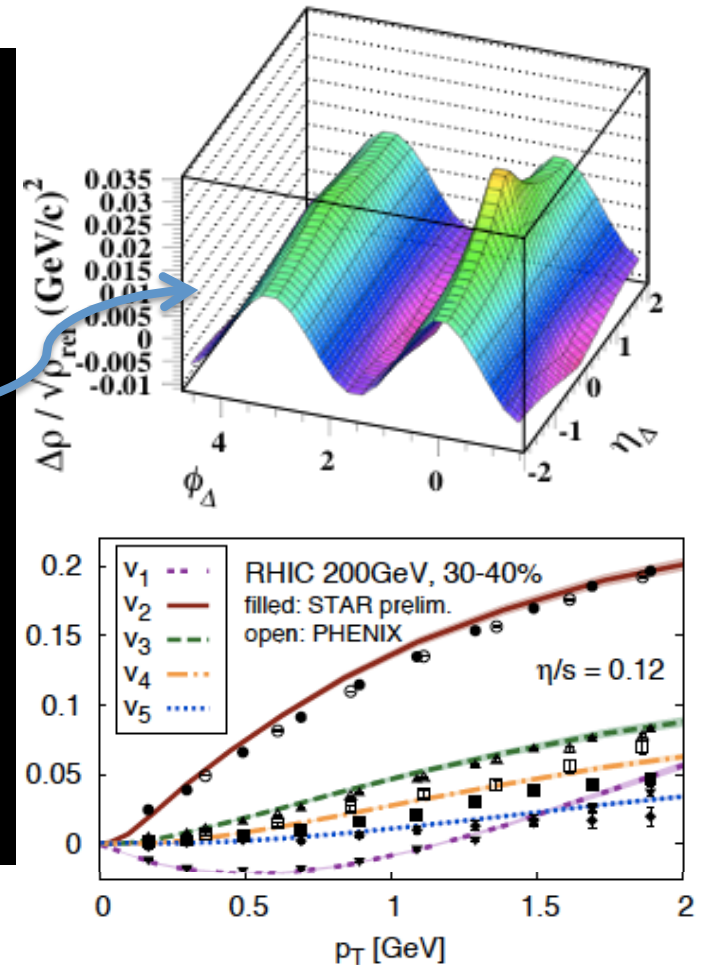 Δρ / √ρref (GeV/c)²
0.035
0.03
0.025
0.02
0.015
0.01
0.005
0
-0.005
-0.01
4
2
0
ϕΔ
-2
-1
0
1
2
ηΔ
0.2
0.15
0.1
0.05
0
v₁
v₂
v₃
v₄
v₅
RHIC 200GeV, 30-40%
filled: STAR prelim.
open: PHENIX
η/s = 0.12
0
0.5
1
1.5
2
pT [GeV]